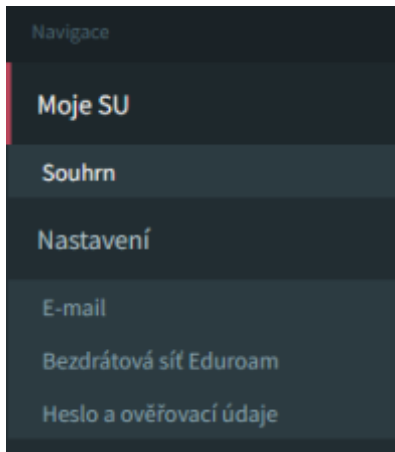 Navigace
Moje SU
Souhrn
Nastavení
E-mail
Bezdrátová síť Eduroam
Heslo a ověřovací údaje